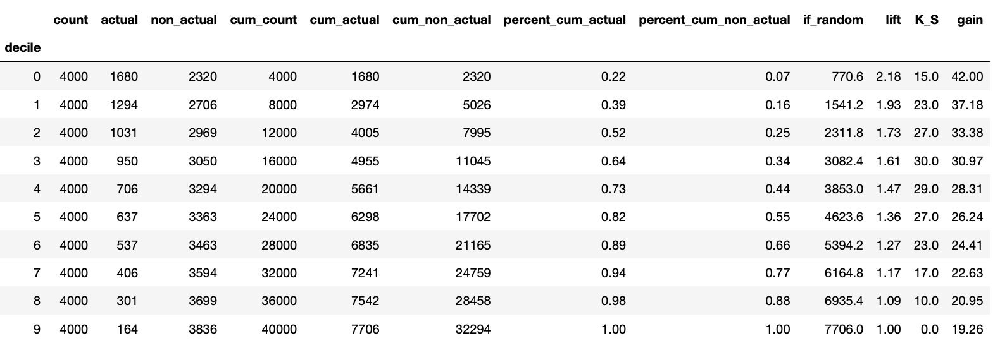 count actual non_actual cum_count cum_actual cum_non_actual percent_cum_actual percent_cum_non_actual if_random lift K_S gain
decile
0 4000 1680 2320 4000 1680 2320 0.22 0.07 770.6 2.18 15.0 42.00
1 4000 1294 2706 8000 2974 5026 0.39 0.16 1541.2 1.93 23.0 37.18
2 4000 1031 2969 12000 4005 7995 0.52 0.25 2311.8 1.73 27.0 33.38
3 4000 950 3050 16000 4955 11045 0.64 0.34 3082.4 1.61 30.0 30.97
4 4000 706 3294 20000 5661 14339 0.73 0.44 3853.0 1.47 29.0 28.31
5 4000 637 3363 24000 6298 17702 0.82 0.55 4623.6 1.36 27.0 26.24
6 4000 537 3463 28000 6835 21165 0.89 0.66 5394.2 1.27 23.0 24.41
7 4000 406 3594 32000 7241 24759 0.94 0.77 6164.8 1.17 17.0 22.63
8 4000 301 3699 36000 7542 28458 0.98 0.88 6935.4 1.09 10.0 20.95
9 4000 164 3836 40000 7706 32294 1.00 1.00 7706.0 1.00 0.0 19.26